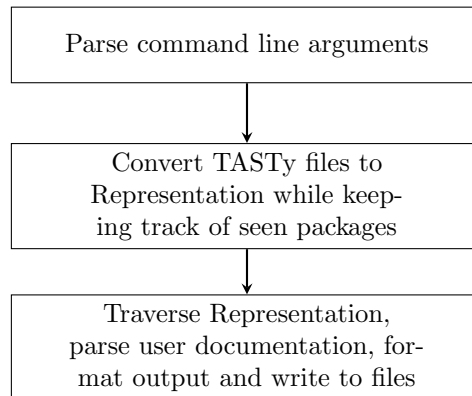 Parse command line arguments
Convert TASTy files to
Representation while keep-
ing track of seen packages
Traverse Representation,
parse user documentation, for-
mat output and write to files